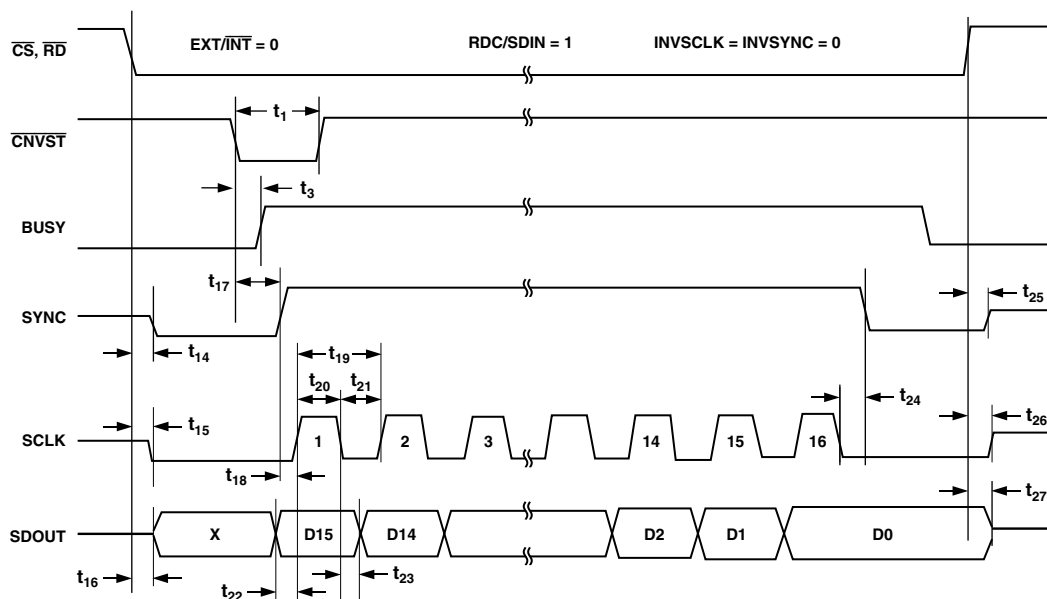 EXT/INT = 0 RDC/SDIN = 1 INVSCLK = INVSYNC = 0
CS, RD
t1
CNVST
t3
BUSY
t17
t25
SYNC
t14
t19
t20 t21
t24
t15
t26
SCLK
1 2 3 14 15 16
t18
t27
SDOUT
X D15 D14 D2 D1 D0
t16
t22
t23